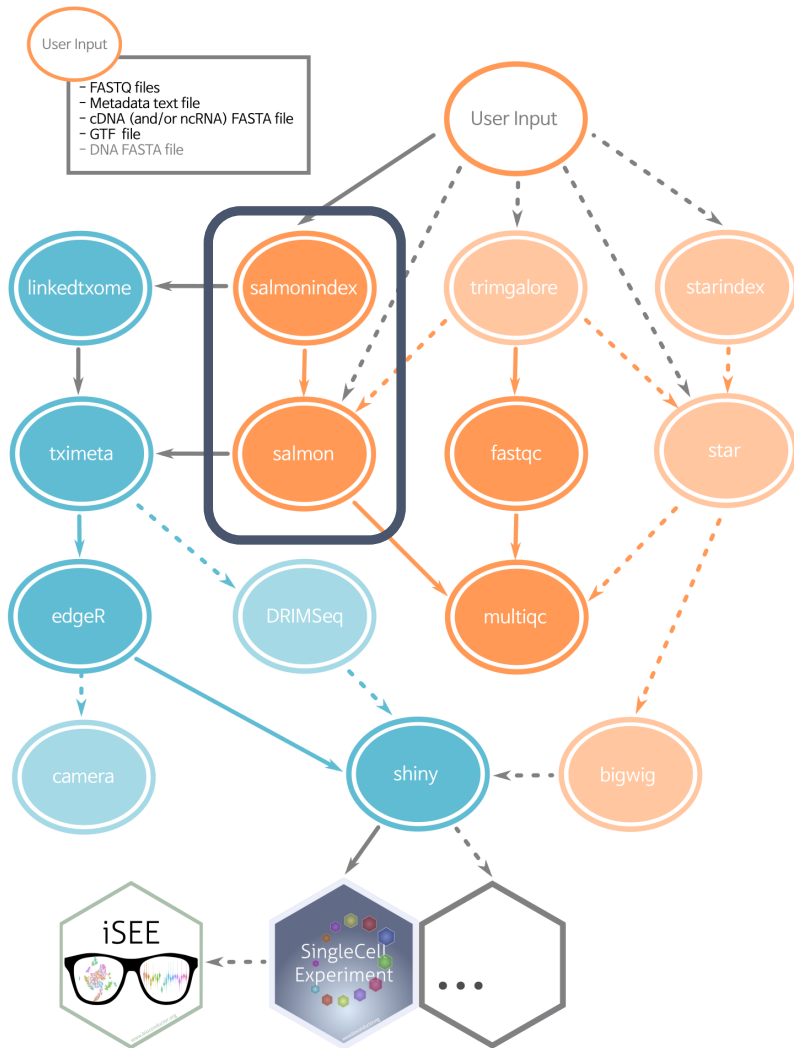 User Input
- FASTQ files
- Metadata text file
- cDNA (and/or ncRNA) FASTA file
- GTF file
- DNA FASTA file
User Input
linkedtxome
salmonindex
trimgalore
starindex
tximeta
salmon
fastqc
star
edgeR
DRIMSeq
multiqc
camera
shiny
bigwig
iSEE
SingleCell
Experiment
...